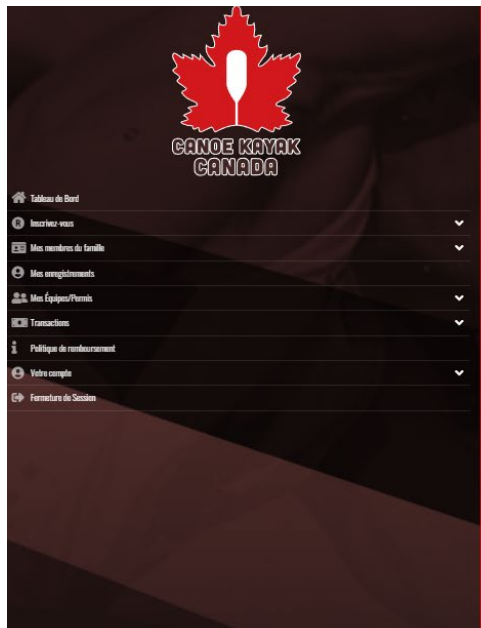 CANOE KAYAK
CANADA
Tableau de Bord
Inscrivez-vous
Mes membres du famille
Mes enregistrements
Mes Équipes/Permis
Transactions
Politique de remboursement
Votre compte
Fermeture de Session